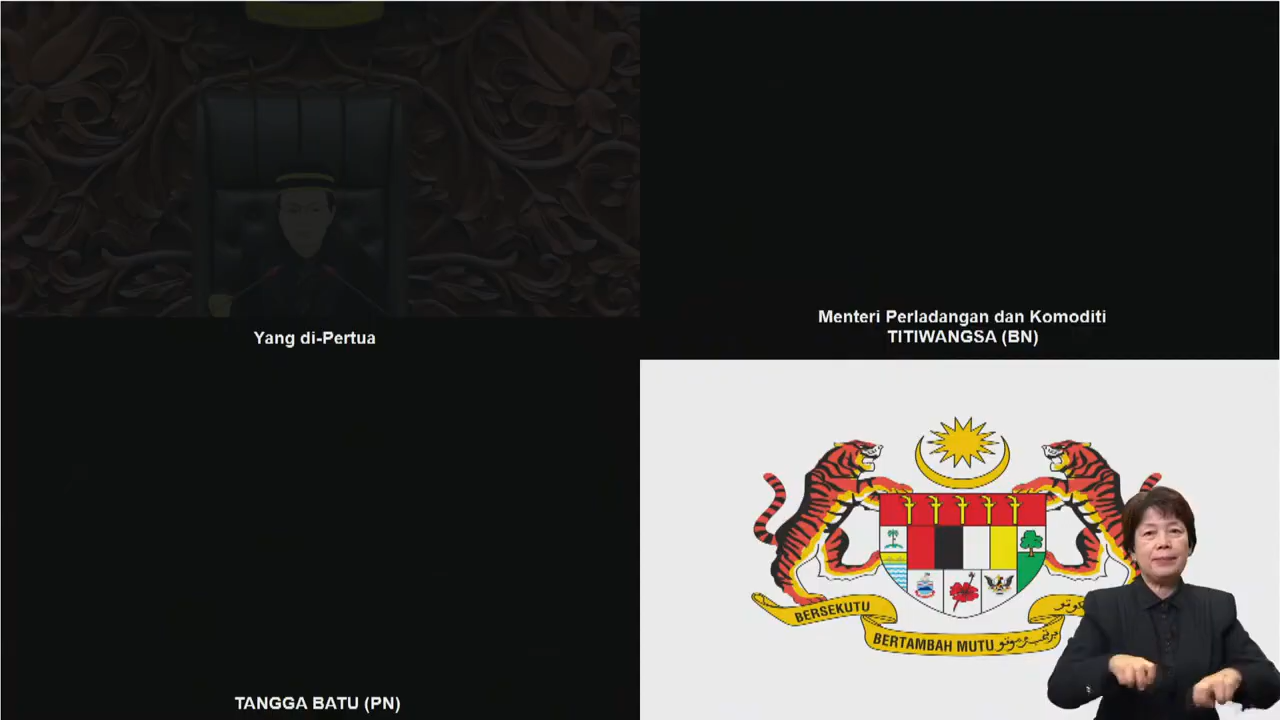 Yang di-Pertua
Menteri Perladangan dan Komoditi
TITIWANGSA (BN)
TANGGA BATU (PN)
BERSEKUTU
BERTAMBAH MUTU